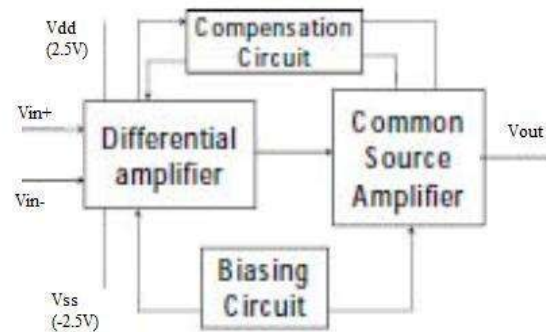 Vdd
(2.5V)
Compensation
Circuit
Vin+
Differential
amplifier
Common
Source
Amplifier
Vout
Vin-
Biasing
Circuit
Vss
(-2.5V)